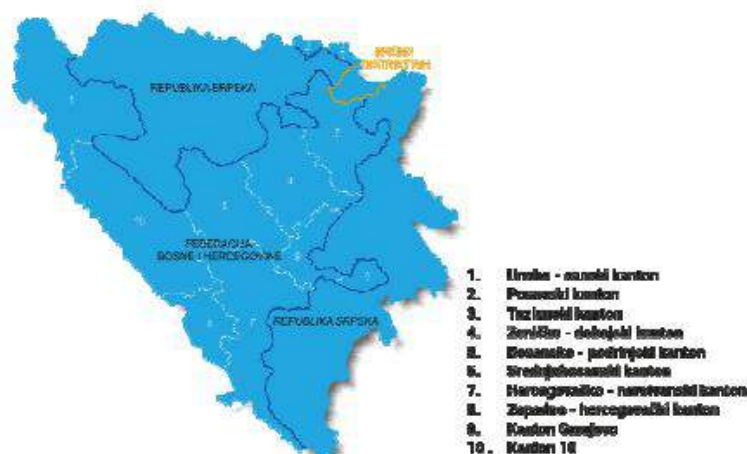 REPUBLIKA SRPSKA
FEDERACIJA
BOSNE I HERCEGOVINE
REPUBLIKA SRPSKA
1. Unsko - sanski kanton
2. Posavski kanton
3. Tuzlanski kanton
4. Zeničko - dobojski kanton
5. Bosansko - podrinjski kanton
6. Srednjobosanski kanton
7. Hercegovačko - neretvanski kanton
8. Zapadno - hercegovački kanton
9. Kanton Sarajevo
10. Kanton 10